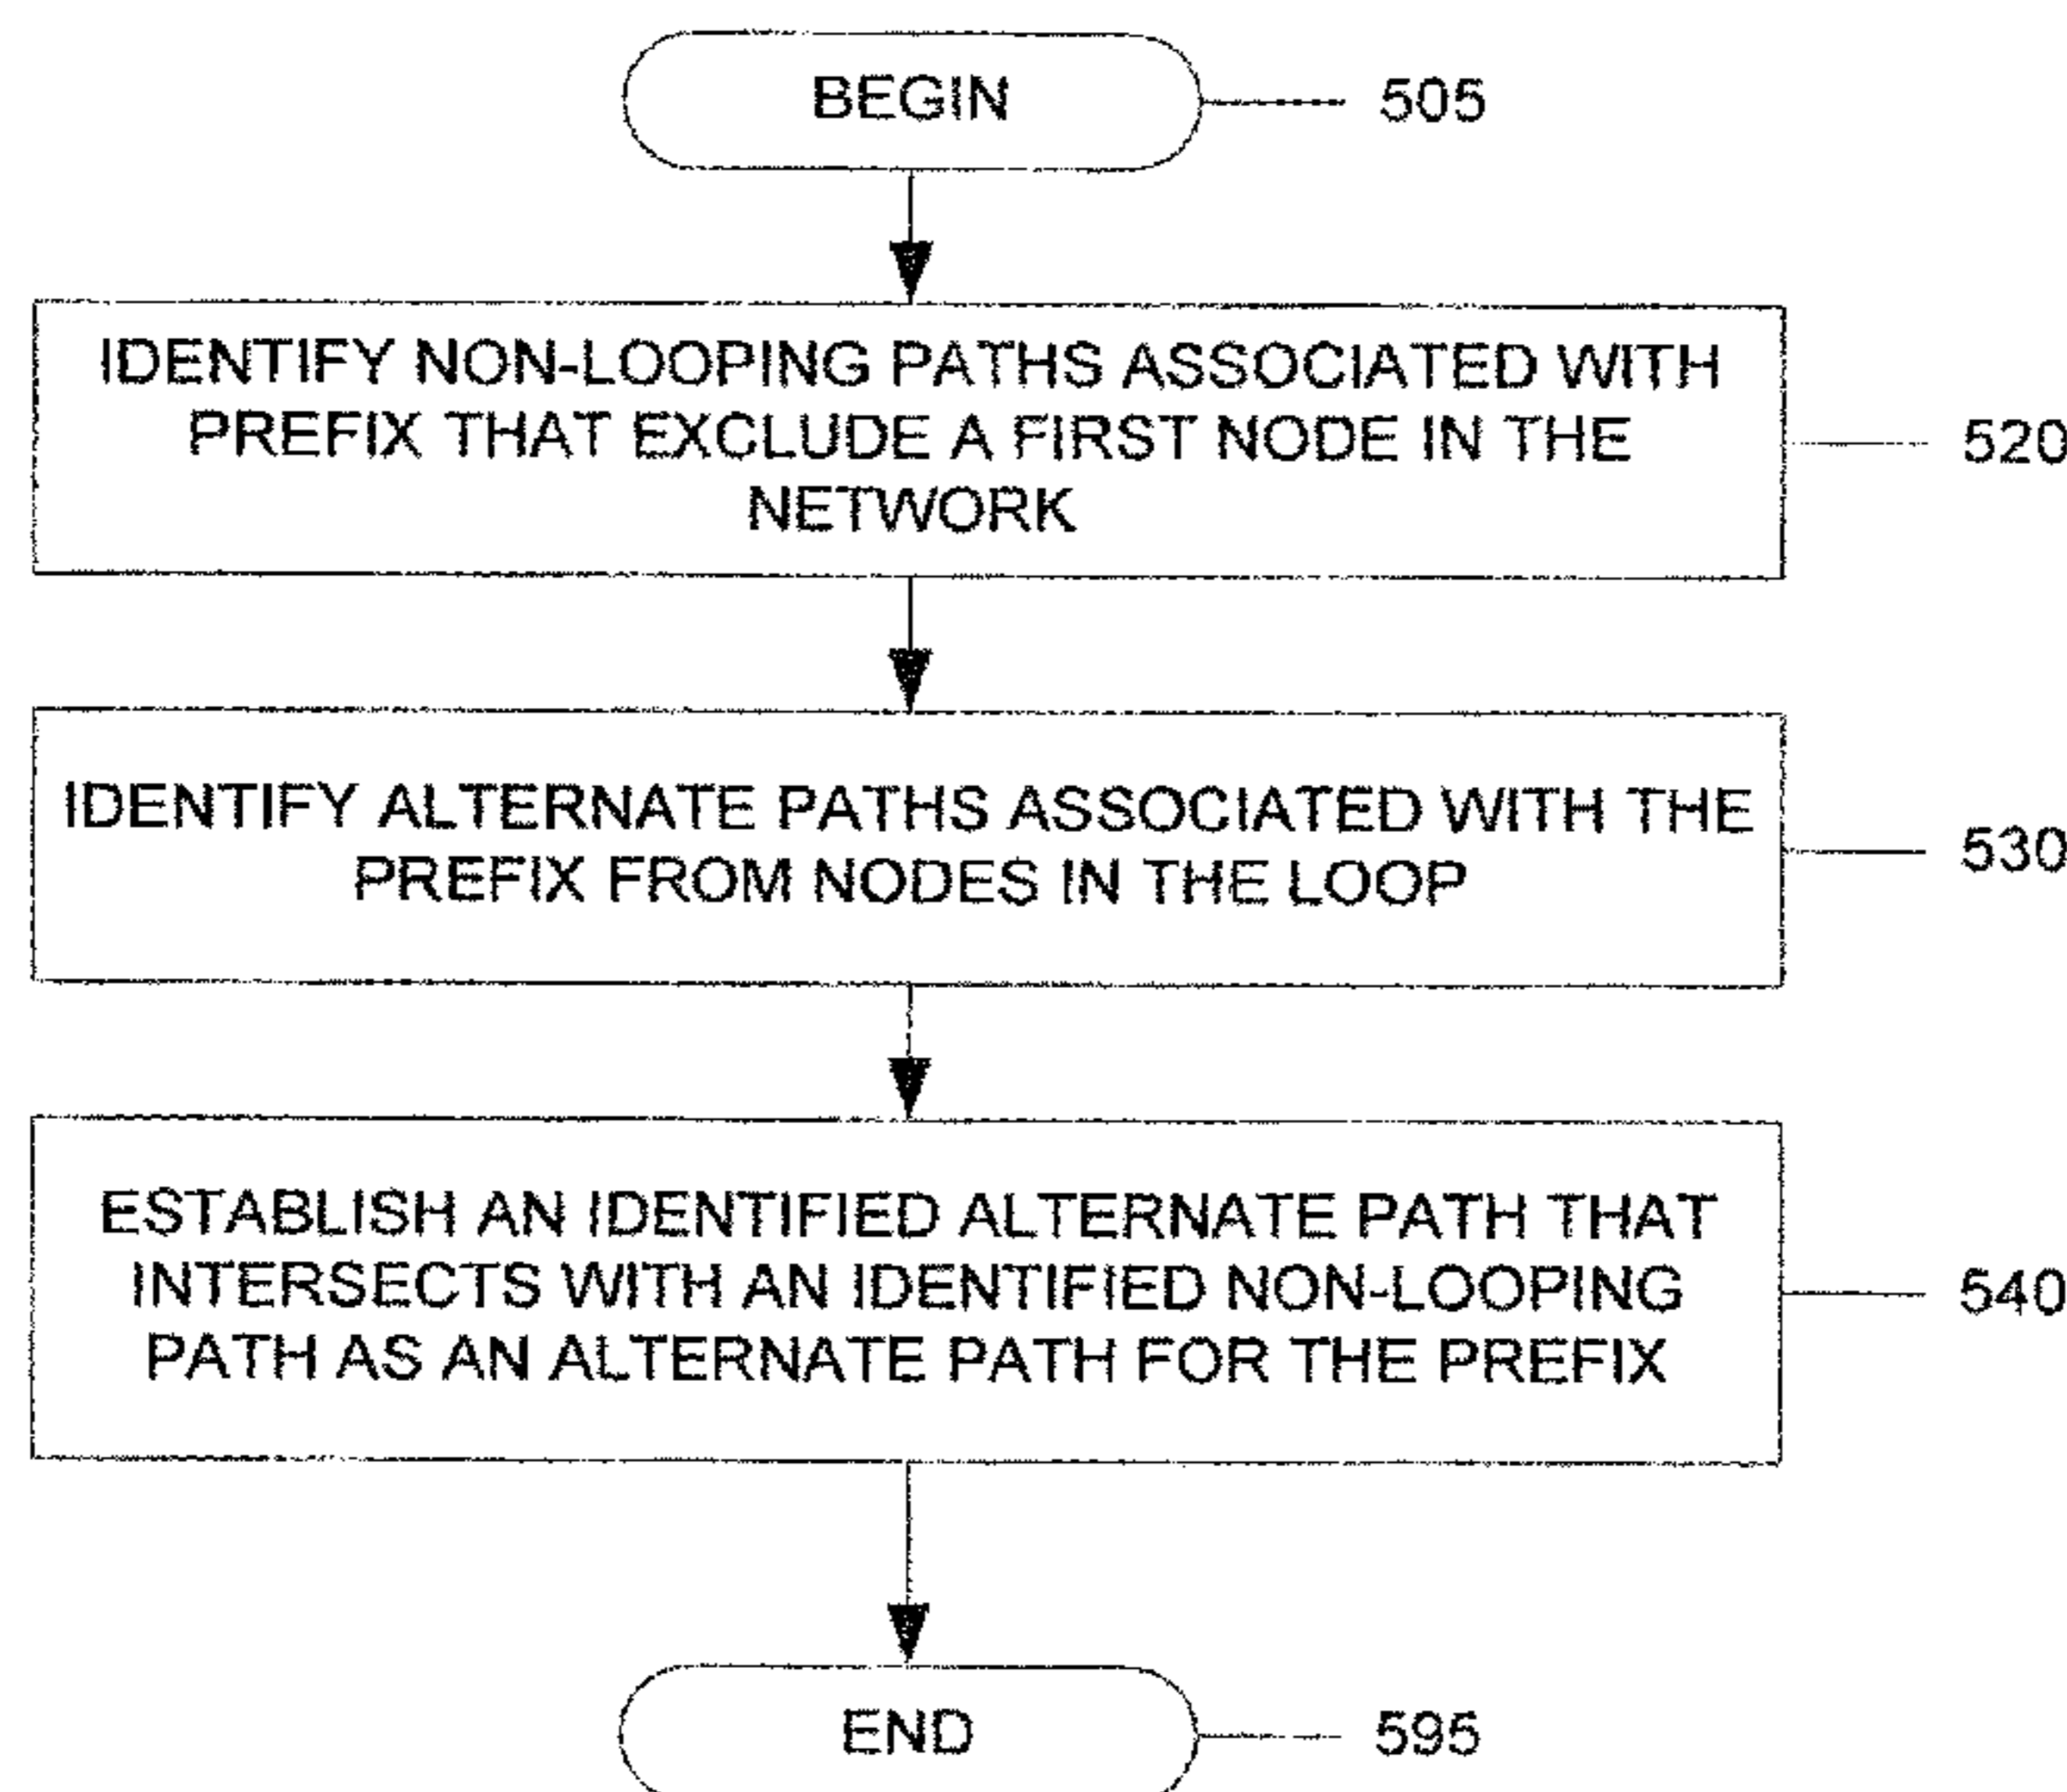 BEGIN
505
IDENTIFY NON-LOOPING PATHS ASSOCIATED WITH
PREFIX THAT EXCLUDE A FIRST NODE IN THE
NETWORK
520
IDENTIFY ALTERNATE PATHS ASSOCIATED WITH THE
PREFIX FROM NODES IN THE LOOP
530
ESTABLISH AN IDENTIFIED ALTERNATE PATH THAT
INTERSECTS WITH AN IDENTIFIED NON-LOOPING
PATH AS AN ALTERNATE PATH FOR THE PREFIX
540
END
595